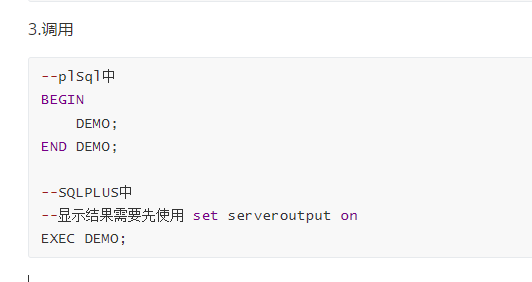 3.调用
--plSql中
BEGIN
    DEMO;
END DEMO;
--SQLPLUS中
--显示结果需要先使用 set serveroutput on
EXEC DEMO;